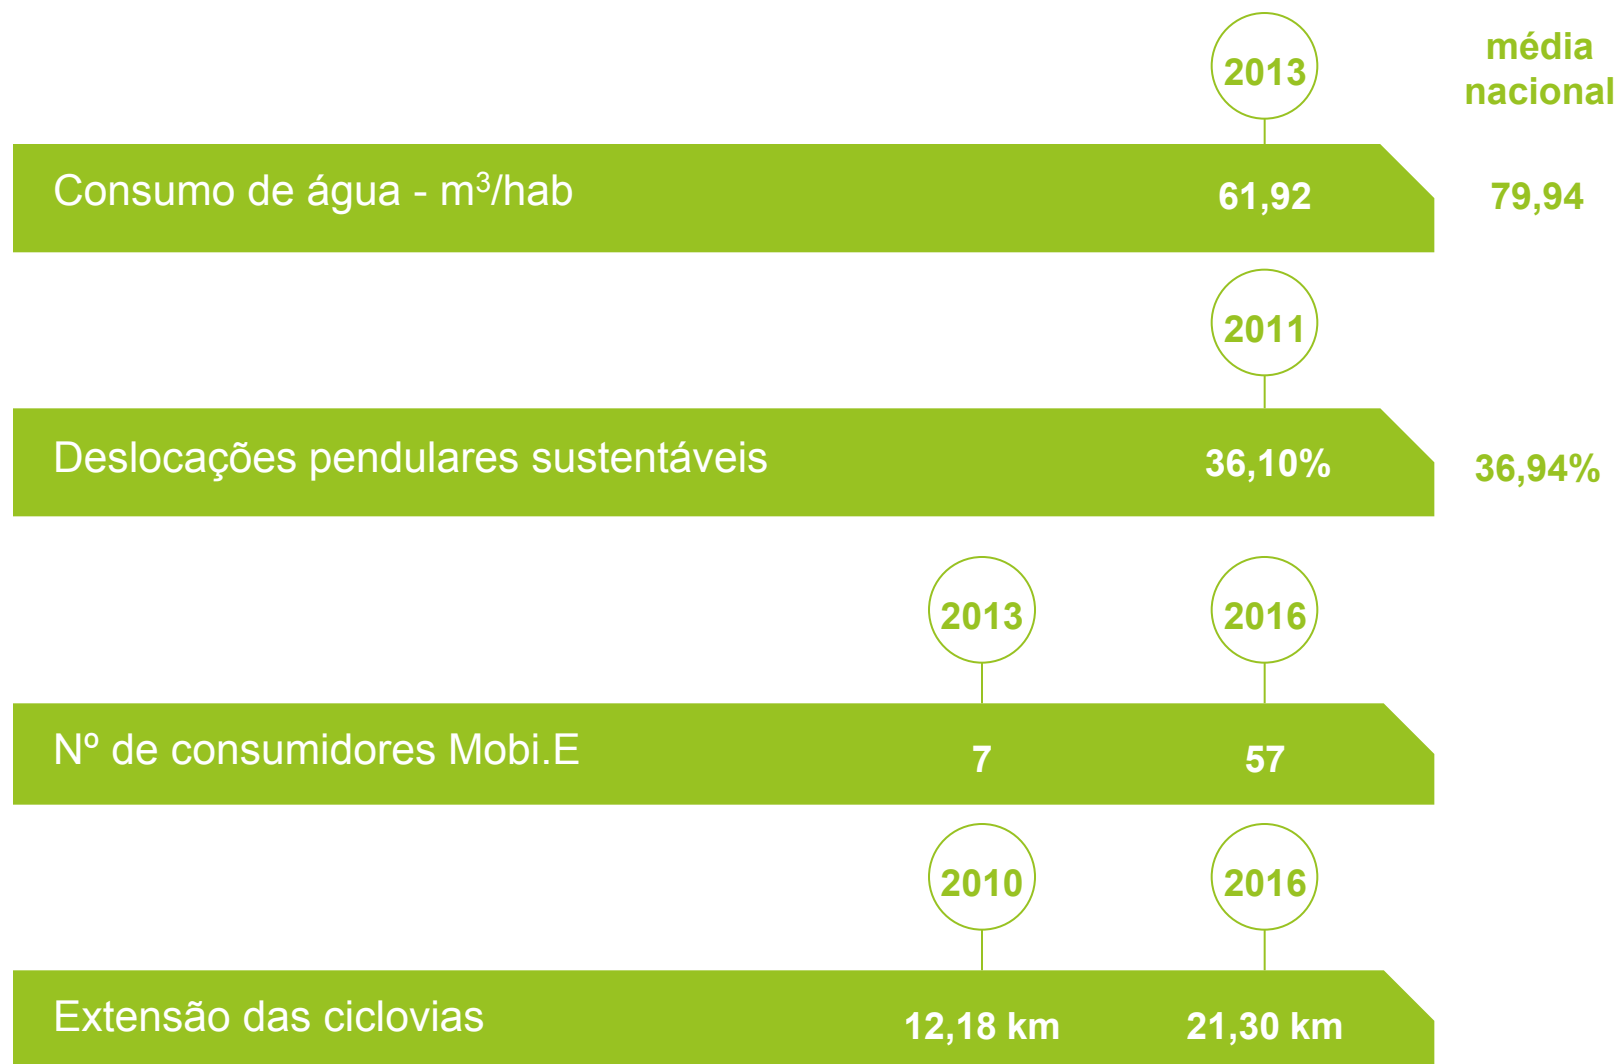 2013
média
nacional
Consumo de água - m³/hab 61,92 79,94
2011
Deslocações pendulares sustentáveis 36,10% 36,94%
2013 2016
Nº de consumidores Mobi.E 7 57
2010 2016
Extensão das ciclovias 12,18 km 21,30 km